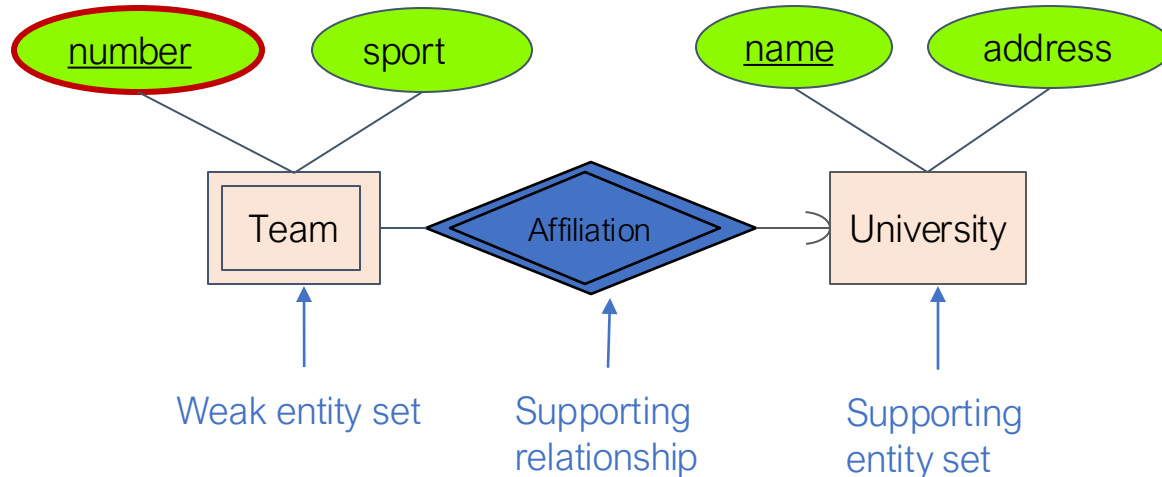 number
sport
name
address
Team
Affiliation
University
Weak entity set
Supporting
relationship
Supporting
entity set